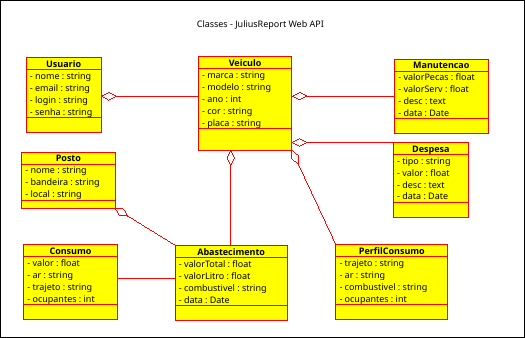 Classes - JuliusReport Web API
Usuario
- nome : string
- email : string
- login : string
- senha : string
Veiculo
- marca : string
- modelo : string
- ano : int
- cor : string
- placa : string
Manutencao
- valorPecas : float
- valorServ : float
- desc : text
- data : Date
Posto
- nome : string
- bandeira : string
- local : string
Despesa
- tipo : string
- valor : float
- desc : text
- data : Date
Consumo
- valor : float
- ar : string
- trajeto : string
- ocupantes : int
Abastecimento
- valorTotal : float
- valorLitro : float
- combustivel : string
- data : Date
PerfilConsumo
- trajeto : string
- ar : string
- combustivel : string
- ocupantes : int